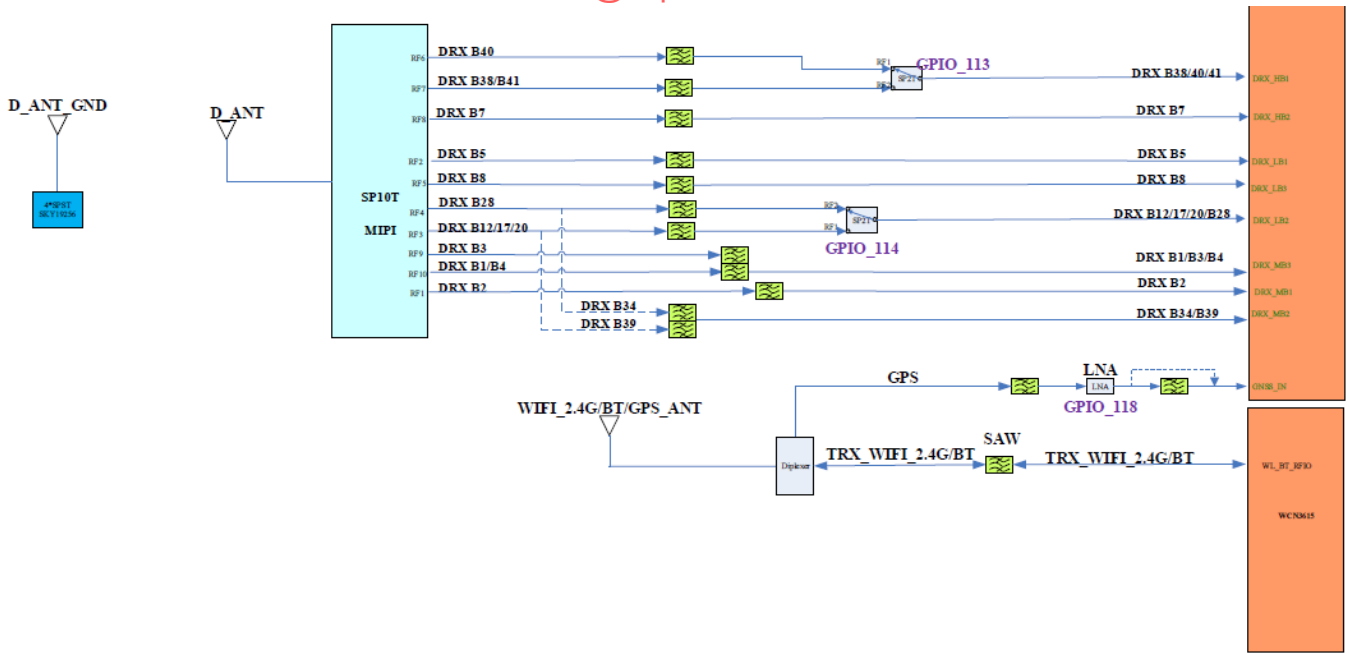 RF6
DRX B40
RF1
GPIO_113
DRX B38/40/41
DRX_HB1
RF7
DRX B38/B41
RF2
SP2T
D_ANT_GND
D_ANT
RF8
DRX B7
DRX B7
DRX_HB2
RF2
DRX B5
DRX B5
DRX_LB1
RF5
DRX B8
DRX B8
4*SPST
SKY19256
SP10T
MIPI
RF4
DRX B28
RF2
SP2T
DRX B12/17/20/B28
DRX_LB2
RF3
DRX B12/17/20
RF1
GPIO_114
RF9
DRX B3
DRX B1/B3/B4
DRX_MB3
RF10
DRX B1/B4
RF1
DRX B2
DRX B2
DRX_MB1
DRX B34
DRX B34/B39
DRX_MB2
DRX B39
GPS
LNA
LNA
GNSS_IN
GPIO_118
WIFI_2.4G/BT/GPS_ANT
SAW
Diplexer
TRX_WIFI_2.4G/BT
TRX_WIFI_2.4G/BT
WL_BT_RFIO
WCN3615